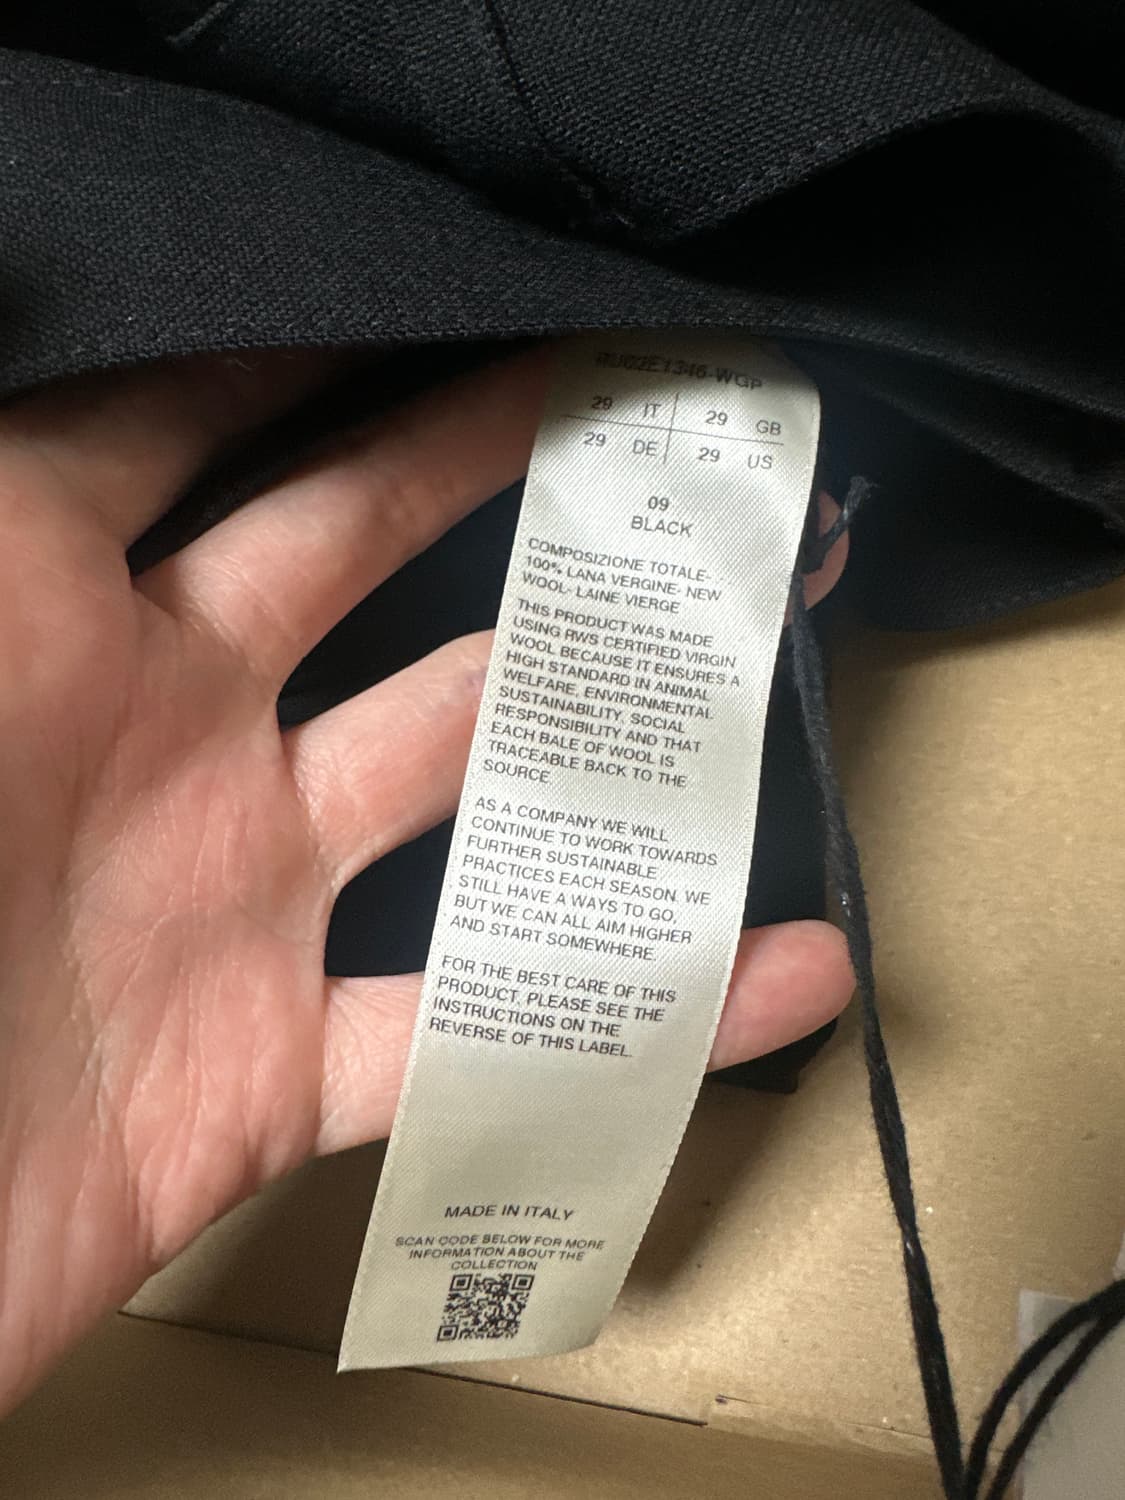 RU02E1346-WGP
29 IT 29 GB
29 DE 29 US
09
BLACK
COMPOSIZIONE TOTALE-
100% LANA VERGINE- NEW
WOOL- LAINE VIERGE
THIS PRODUCT WAS MADE
USING RWS CERTIFIED VIRGIN
WOOL BECAUSE IT ENSURES A
HIGH STANDARD IN ANIMAL
WELFARE, ENVIRONMENTAL
SUSTAINABILITY, SOCIAL
RESPONSIBILITY AND THAT
EACH BALE OF WOOL IS
TRACEABLE BACK TO THE
SOURCE.
AS A COMPANY WE WILL
CONTINUE TO WORK TOWARDS
FURTHER SUSTAINABLE
PRACTICES EACH SEASON. WE
STILL HAVE A WAYS TO GO,
BUT WE CAN ALL AIM HIGHER
AND START SOMEWHERE.
FOR THE BEST CARE OF THIS
PRODUCT, PLEASE SEE THE
INSTRUCTIONS ON THE
REVERSE OF THIS LABEL.
MADE IN ITALY
SCAN CODE BELOW FOR MORE
INFORMATION ABOUT THE
COLLECTION